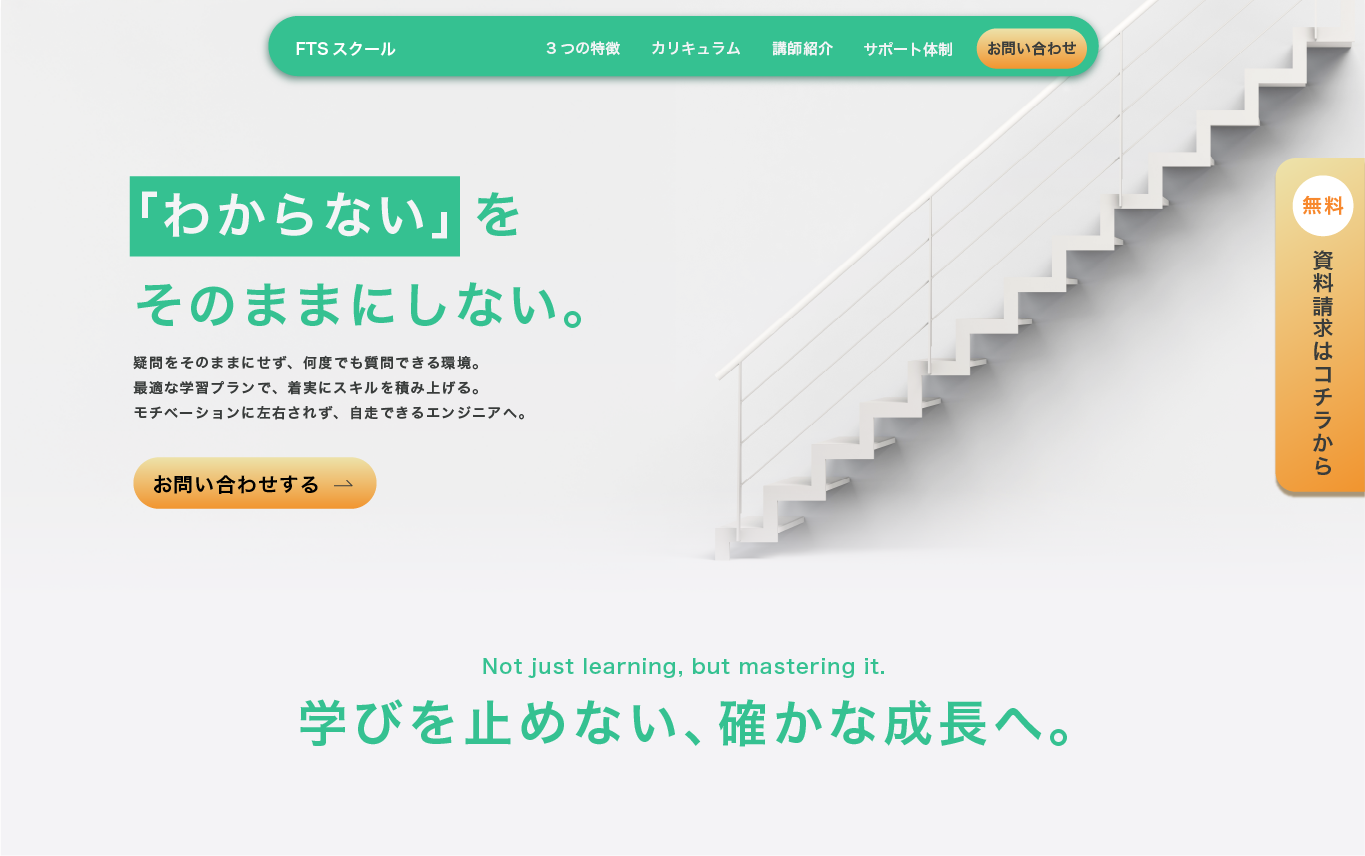 FTS スクール
３つの特徴
カリキュラム
講師紹介
サポート体制
お問い合わせ
「わからない」を
そのままにしない。
疑問をそのままにせず、何度でも質問できる環境。
最適な学習プランで、着実にスキルを積み上げる。
モチベーションに左右されず、自走できるエンジニアへ。
お問い合わせする
無料
資料請求はコチラから
Not just learning, but mastering it.
学びを止めない、確かな成長へ。